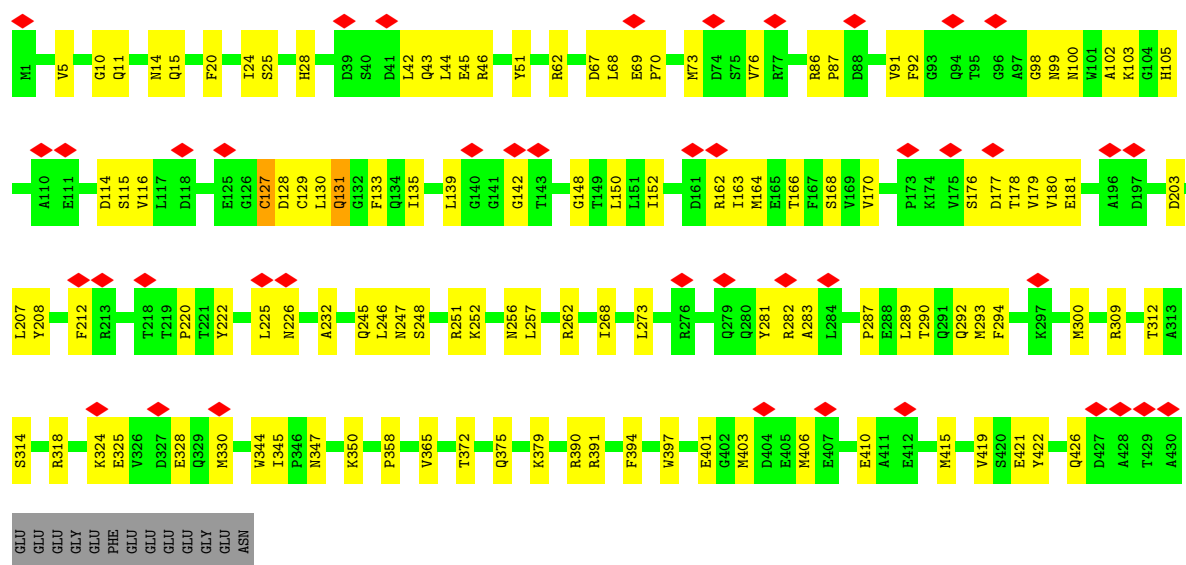 M1 V5 G10 Q11 N14 Q15 F20 I24 S25 H28 D39 S40 D41 L42 Q43 L44 E45 R46 Y51 R62 D67 L68 E69 P70 M73 D74 S75 V76 R77 R86 P87 D88 V91 F92 G93 Q94 T95 G96 A97 G98 N99 N100 W101 A102 K103 G104 H105
A110 E111 D114 S115 V116 L117 D118 E125 G126 C127 D128 C129 L130 Q131 G132 F133 Q134 I135 L139 G140 G141 G142 T143 G148 T149 L150 L151 I152 D161 R162 I163 M164 E165 T166 F167 S168 V169 V170 P173 K174 V175 S176 D177 T178 V179 V180 E181 A196 D197 D203
L207 Y208 F212 R213 T218 T219 P220 T221 Y222 L225 N226 A232 Q245 L246 N247 S248 R251 K252 N256 L257 R262 I268 L273 R276 Q279 Q280 Y281 R282 A283 L284 P287 E288 L289 T290 Q291 Q292 M293 F294 K297 M300 R309 T312 A313
S314 R318 K324 E325 V326 D327 E328 Q329 M330 W344 I345 P346 N347 K350 P358 V365 T372 Q375 K379 R390 R391 F394 W397 E401 G402 M403 D404 E405 M406 E407 E410 A411 E412 M415 V419 S420 E421 Y422 Q426 D427 A428 T429 A430
GLU GLU GLU GLY GLU PHE GLU GLU GLU GLU GLY GLU ASN